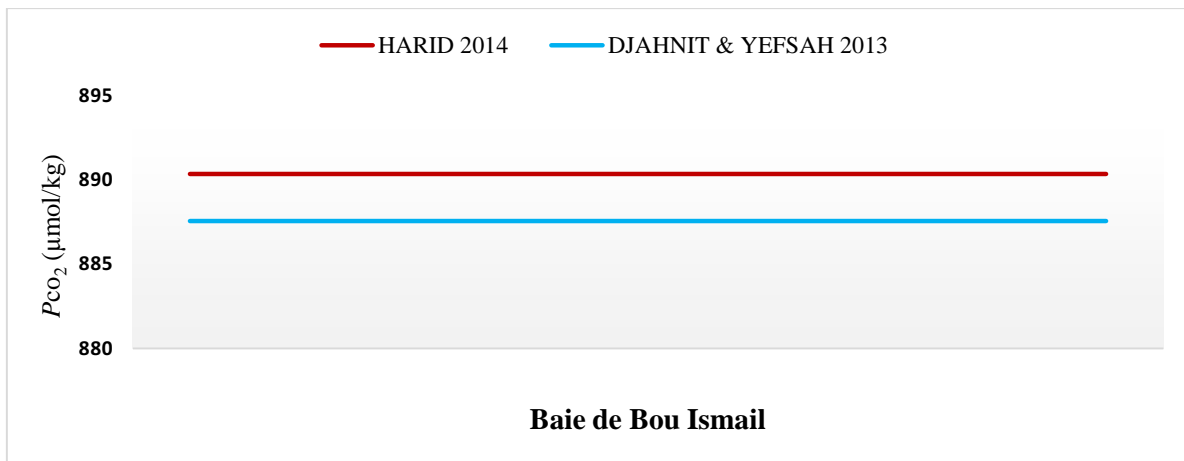 HARID 2014 DJAHNIT & YEFSAH 2013
895
890
885
880
Pco₂ (µmol/kg)
Baie de Bou Ismail